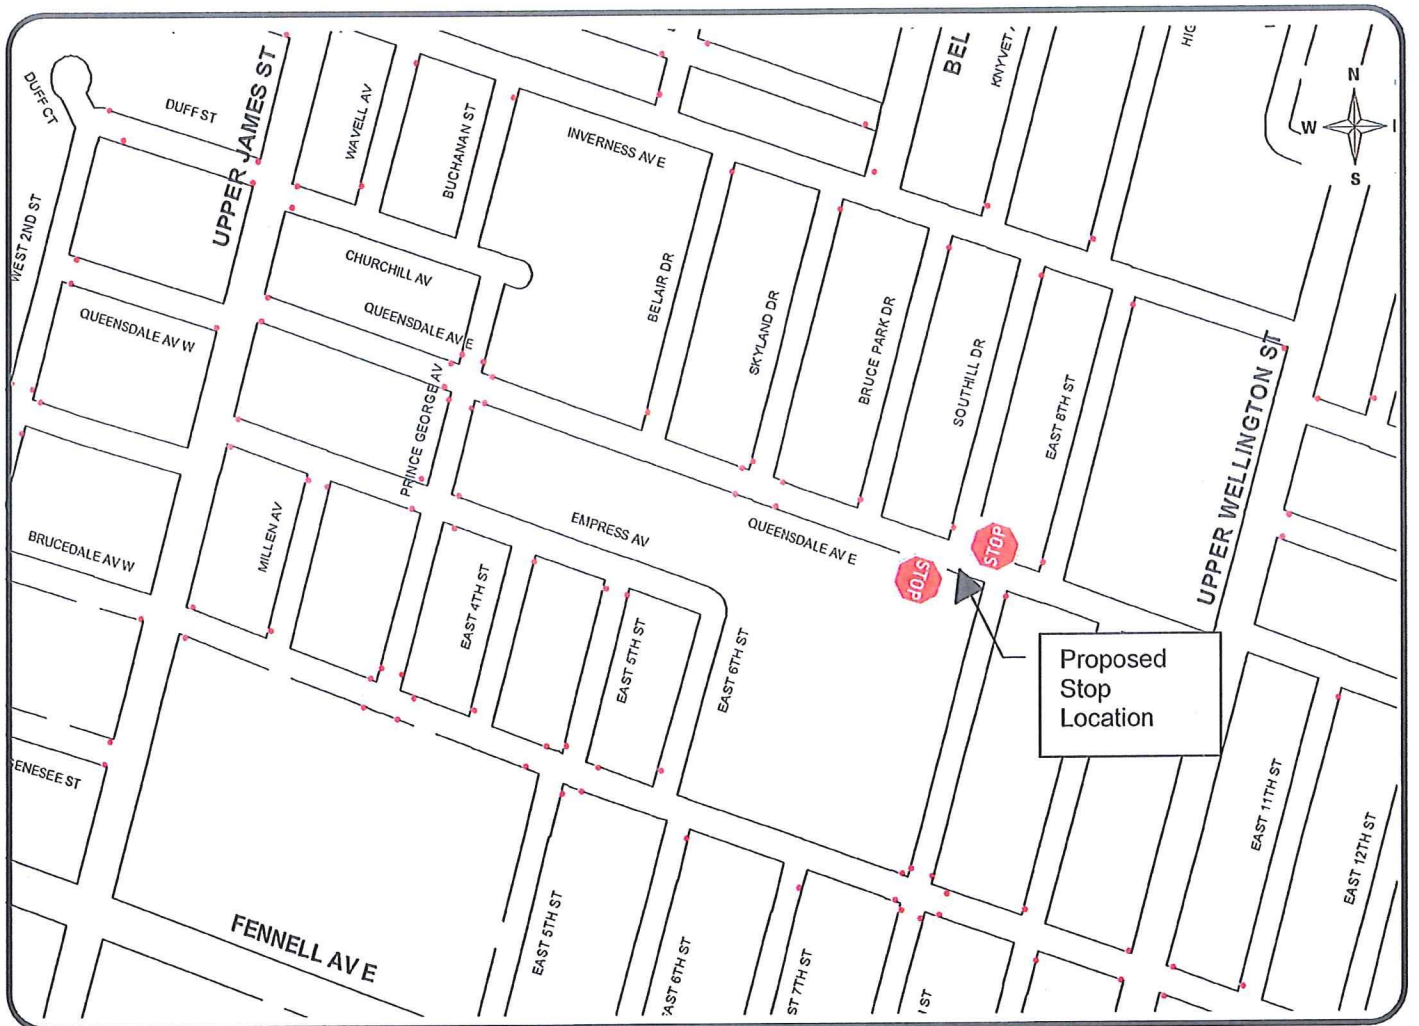 DUFF CT
DUFF ST
UPPER JAMES ST
WAVELL AV
BUCHANAN ST
INVERNESS AV E
BEL
KNYVET
HIG
N
W
S
WEST 2ND ST
CHURCHILL AV
QUEENSDALE AV E
QUEENSDALE AV W
PRINCE GEORGE AV
BELAIR DR
SKYLAND DR
BRUCE PARK DR
SOUTHILL DR
EAST 8TH ST
UPPER WELLINGTON ST
BRUCEDALE AV W
MILLEN AV
EMPRESS AV
QUEENSDALE AV E
STOP
STOP
EAST 4TH ST
EAST 5TH ST
EAST 6TH ST
Proposed
Stop
Location
ENESEE ST
EAST 11TH ST
EAST 12TH ST
FENNELL AV E
EAST 5TH ST
AST 6TH ST
ST 7TH ST
ST